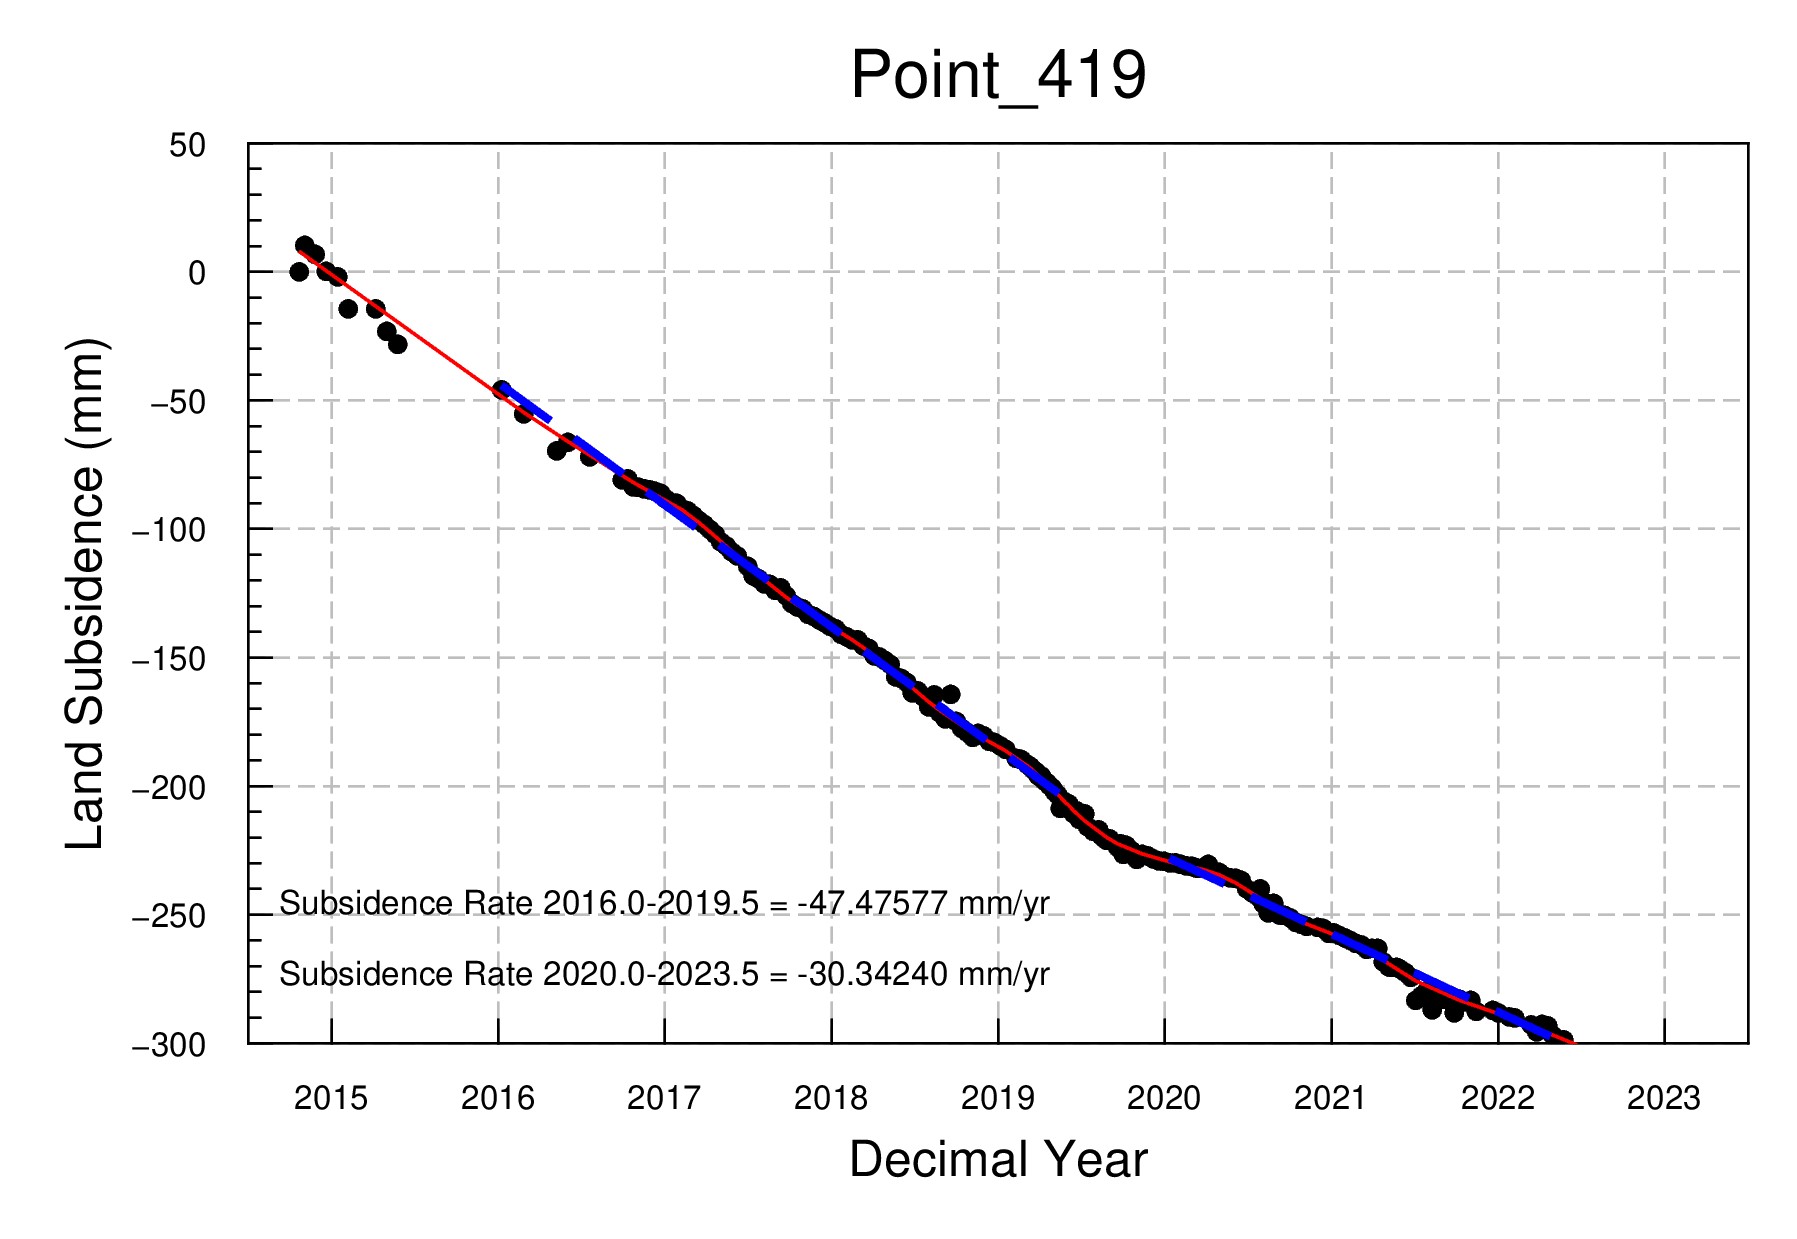 Point_419
50
0
−50
−100
−150
−200
−250
−300
Land Subsidence (mm)
Subsidence Rate 2016.0-2019.5 = -47.47577 mm/yr
Subsidence Rate 2020.0-2023.5 = -30.34240 mm/yr
2015 2016 2017 2018 2019 2020 2021 2022 2023
Decimal Year